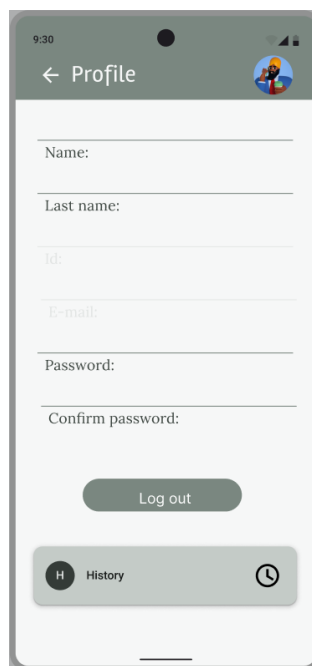 9:30
← Profile
Name:
Last name:
Id:
E-mail:
Password:
Confirm password:
Log out
H History